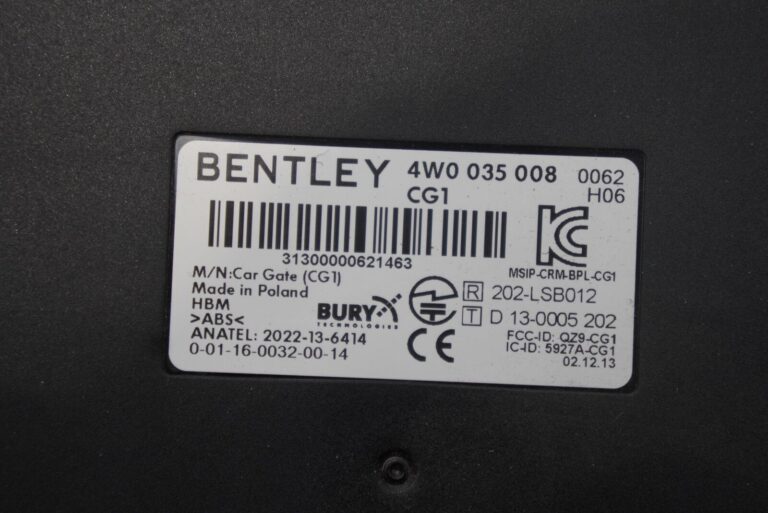 BENTLEY 4W0 035 008 0062
CG1 H06
31300000621463
MSIP-CRM-BPL-CG1
M/N:Car Gate (CG1)
Made in Poland
HBM
>ABS<
ANATEL: 2022-13-6414
0-01-16-0032-00-14
BURY
TECHNOLOGIES
CE
R 202-LSB012
T D 13-0005 202
FCC-ID: QZ9-CG1
IC-ID: 5927A-CG1
02.12.13